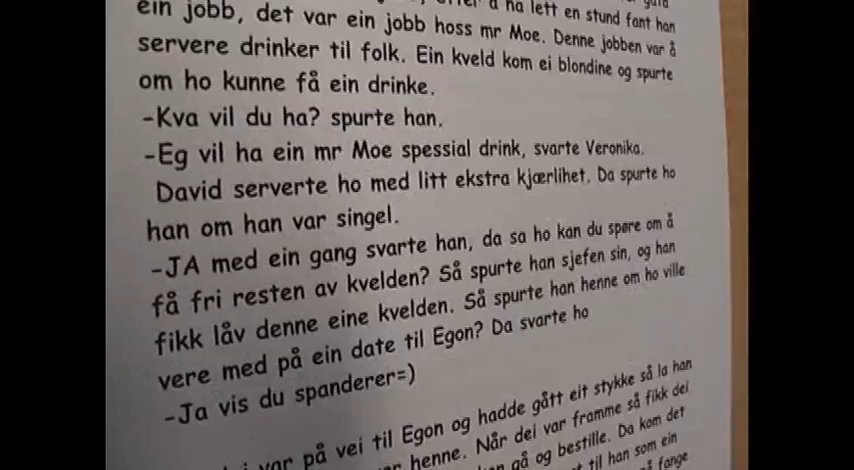 å ha lett en stund fant han
ein jobb, det var ein jobb hoss mr Moe. Denne jobben var å
servere drinker til folk. Ein kveld kom ei blondine og spurte
om ho kunne få ein drinke.
-Kva vil du ha? spurte han.
-Eg vil ha ein mr Moe spessial drink, svarte Veronika.
David serverte ho med litt ekstra kjærlihet. Da spurte ho
han om han var singel.
-JA med ein gang svarte han, da sa ho kan du spøre om å
få fri resten av kvelden? Så spurte han sjefen sin, og han
fikk låv denne eine kvelden. Så spurte han henne om ho ville
vere med på ein date til Egon? Da svarte ho
-Ja vis du spanderer=)
var på vei til Egon og hadde gått eit stykke så la han
henne. Når dei var framme så fikk dei
gå og bestille. Da kom det
til han som ein
fange